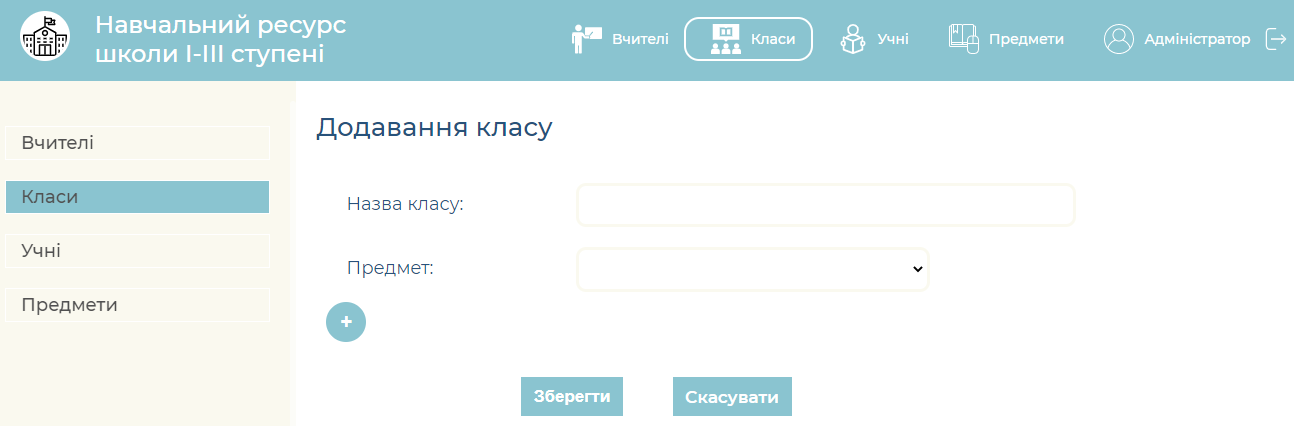 Навчальний ресурс
школи І-ІІІ ступені
Вчителі
Класи
Учні
Предмети
Адміністратор
Вчителі
Класи
Учні
Предмети
Додавання класу
Назва класу:
Предмет:
+
Зберегти
Скасувати